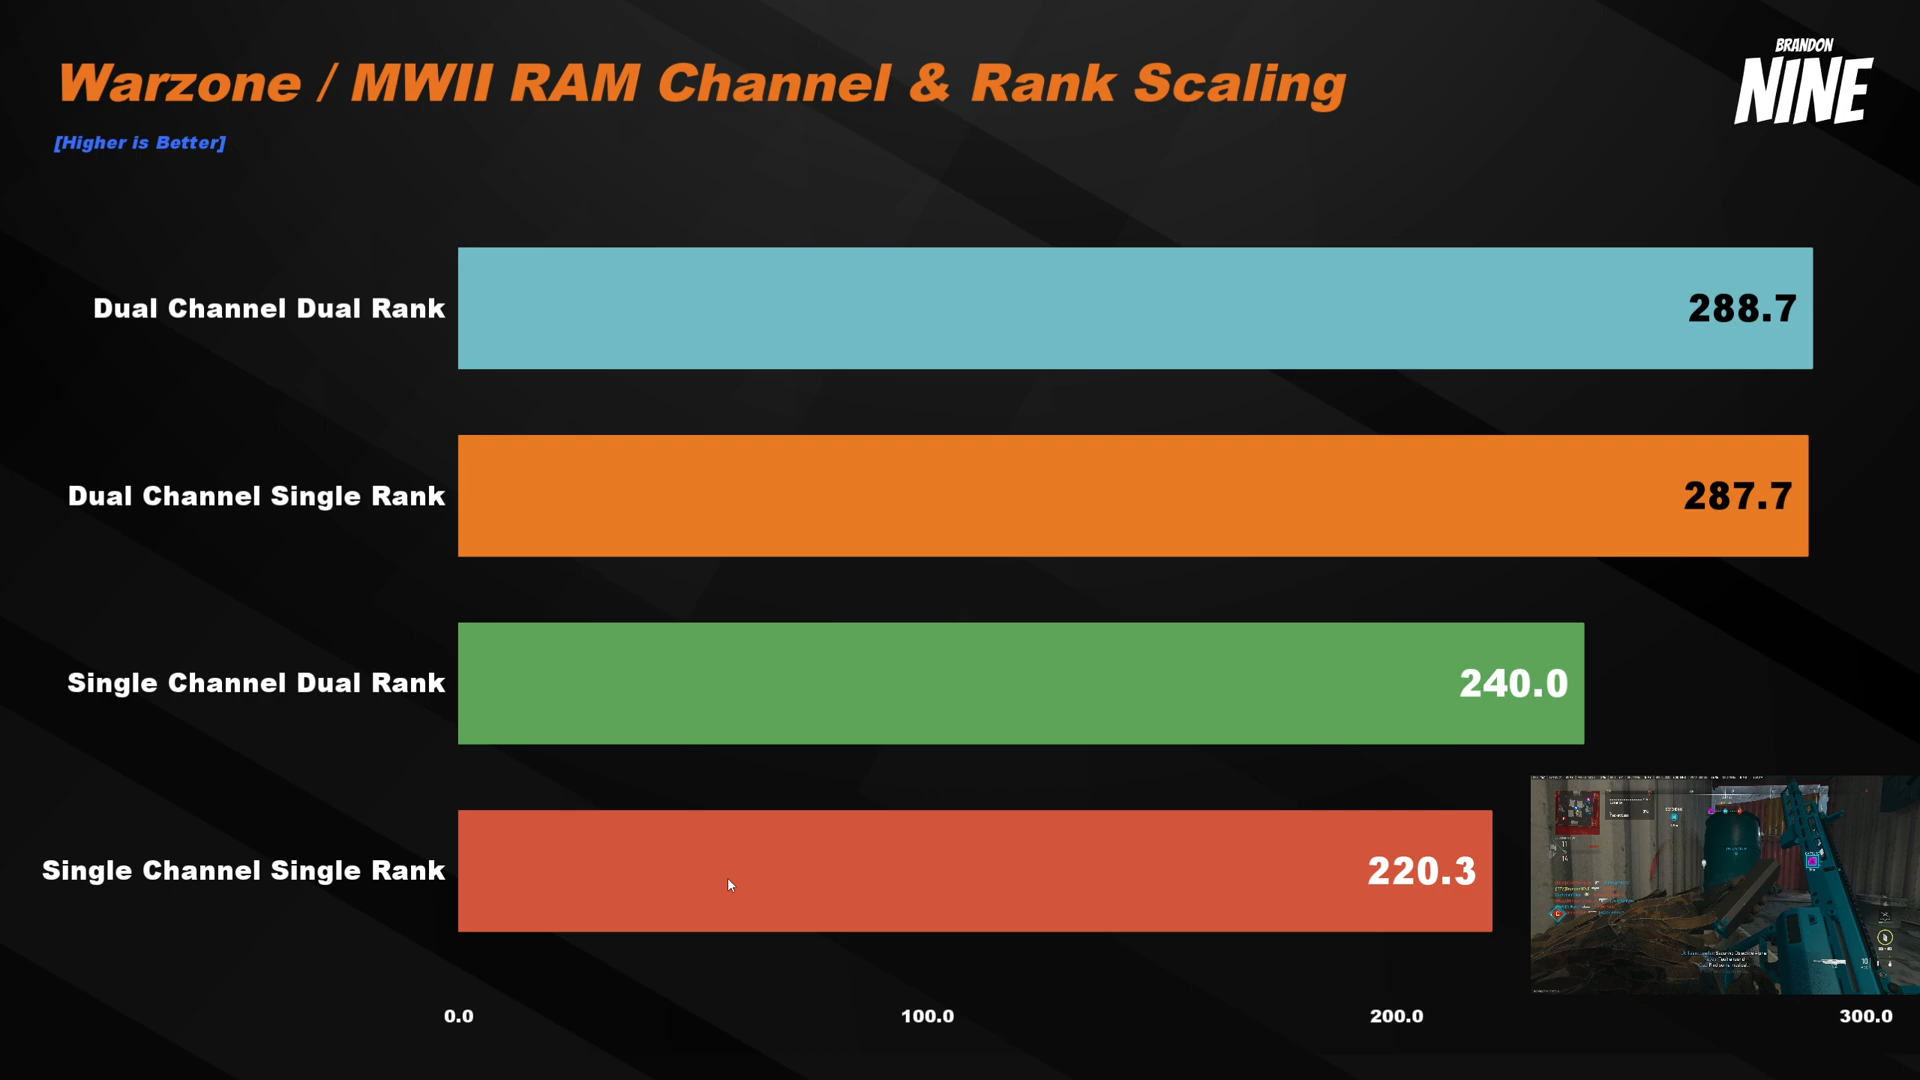 Warzone / MWII RAM Channel & Rank Scaling
BRANDON
NINE
[Higher is Better]
Dual Channel Dual Rank
288.7
Dual Channel Single Rank
287.7
Single Channel Dual Rank
240.0
Single Channel Single Rank
220.3
0.0
100.0
200.0
300.0